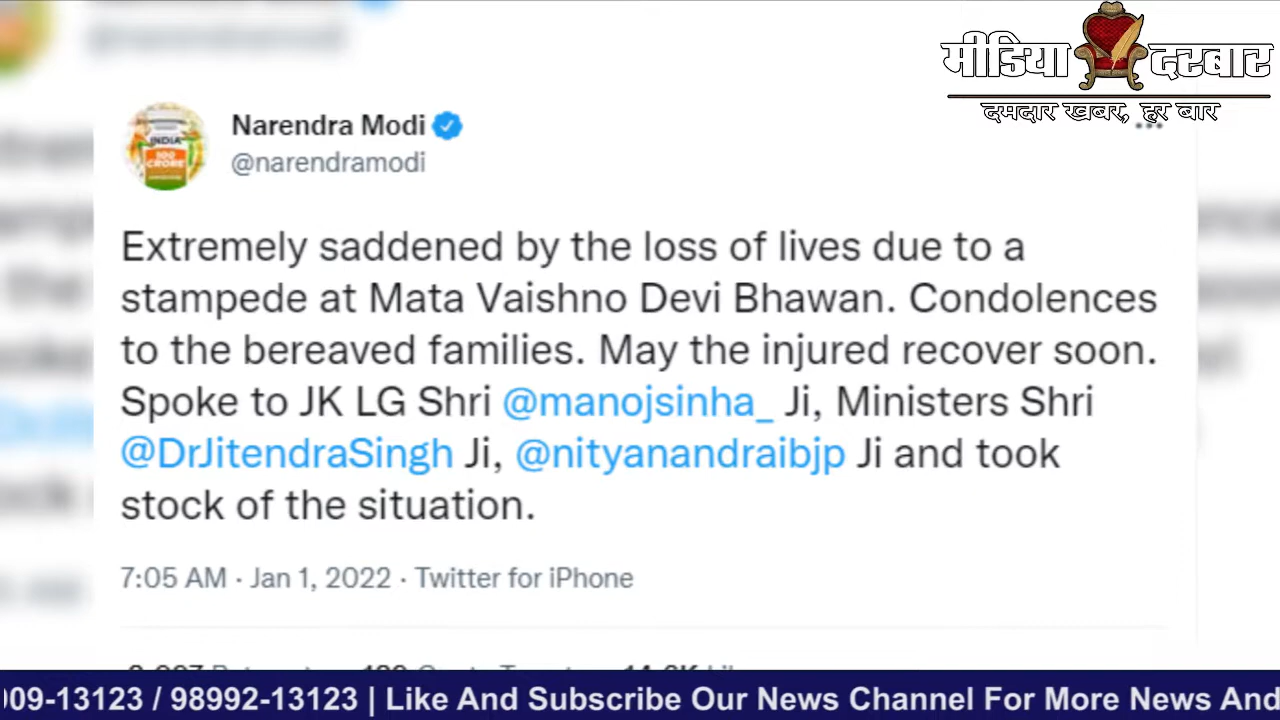 मीडिया दरबार
दमदार खबर, हर बार
INDIA
100
CRORE
Narendra Modi
@narendramodi
Extremely saddened by the loss of lives due to a
stampede at Mata Vaishno Devi Bhawan. Condolences
to the bereaved families. May the injured recover soon.
Spoke to JK LG Shri @manojsinha_ Ji, Ministers Shri
@DrJitendraSingh Ji, @nityanandraibjp Ji and took
stock of the situation.
7:05 AM · Jan 1, 2022 · Twitter for iPhone
009-13123 / 98992-13123 | Like And Subscribe Our News Channel For More News And